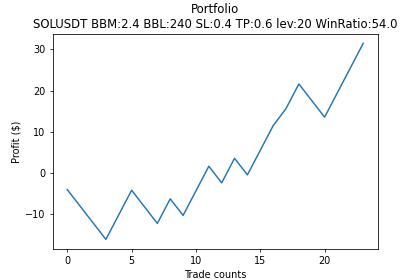 Portfolio
SOLUSDT BBM:2.4 BBL:240 SL:0.4 TP:0.6 lev:20 WinRatio:54.0
Profit ($)
30
20
10
0
−10
0 5 10 15 20
Trade counts